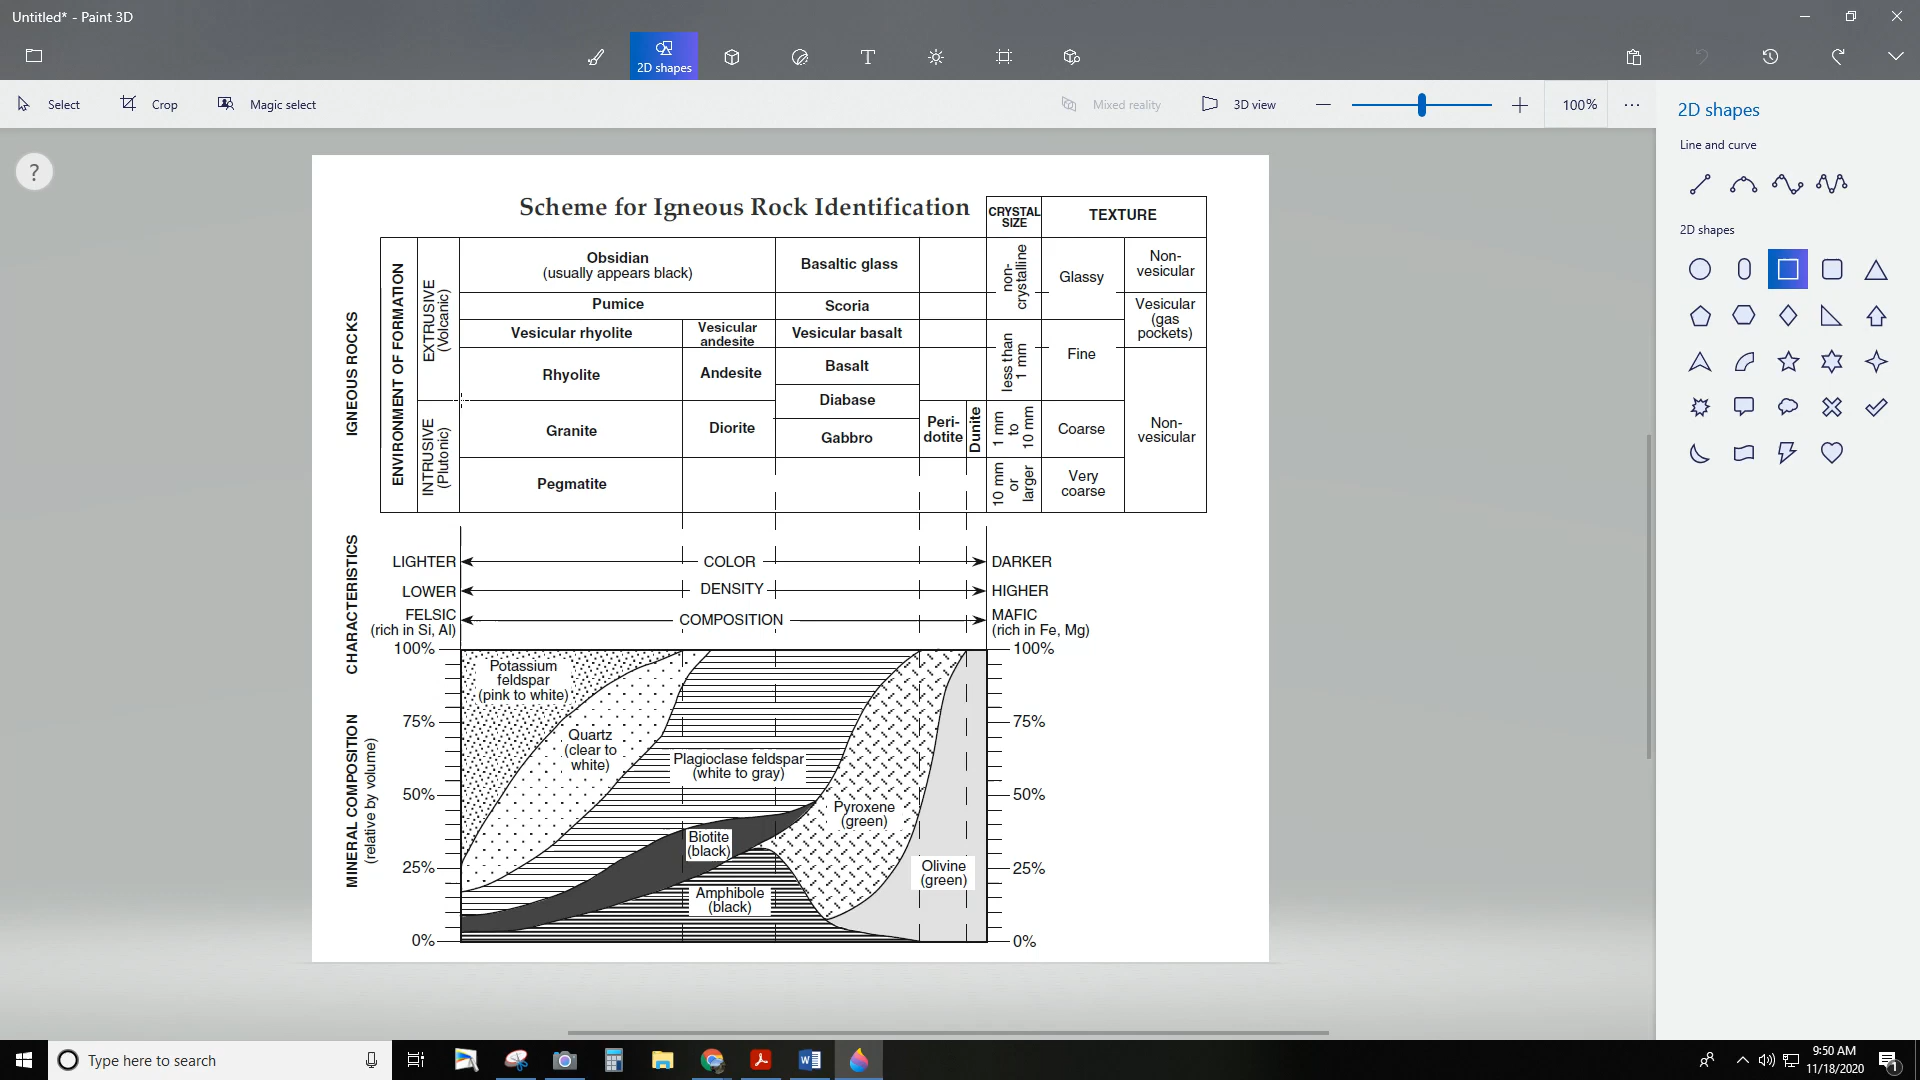 Untitled* - Paint 3D
2D shapes
Select
Crop
Magic select
Mixed reality
3D view
100%
2D shapes
Line and curve
2D shapes
?
Scheme for Igneous Rock Identification
CRYSTAL
SIZE
TEXTURE
IGNEOUS ROCKS
ENVIRONMENT OF FORMATION
EXTRUSIVE
(Volcanic)
Obsidian
(usually appears black)
Basaltic glass
non-
crystalline
Glassy
Non-
vesicular
Pumice
Scoria
Vesicular
(gas
pockets)
Vesicular rhyolite
Vesicular
andesite
Vesicular basalt
less than
1 mm
Fine
Rhyolite
Andesite
Basalt
Diabase
INTRUSIVE
(Plutonic)
Granite
Diorite
Gabbro
Peri-
dotite
Dunite
1 mm
to
10 mm
Coarse
Non-
vesicular
Pegmatite
10 mm
or
larger
Very
coarse
CHARACTERISTICS
LIGHTER
COLOR
DARKER
LOWER
DENSITY
HIGHER
FELSIC
(rich in Si, Al)
COMPOSITION
MAFIC
(rich in Fe, Mg)
MINERAL COMPOSITION
(relative by volume)
100%
100%
Potassium
feldspar
(pink to white)
75%
75%
Quartz
(clear to
white)
Plagioclase feldspar
(white to gray)
50%
50%
Pyroxene
(green)
Biotite
(black)
25%
25%
Olivine
(green)
Amphibole
(black)
0%
0%
Type here to search
9:50 AM
11/18/2020
1